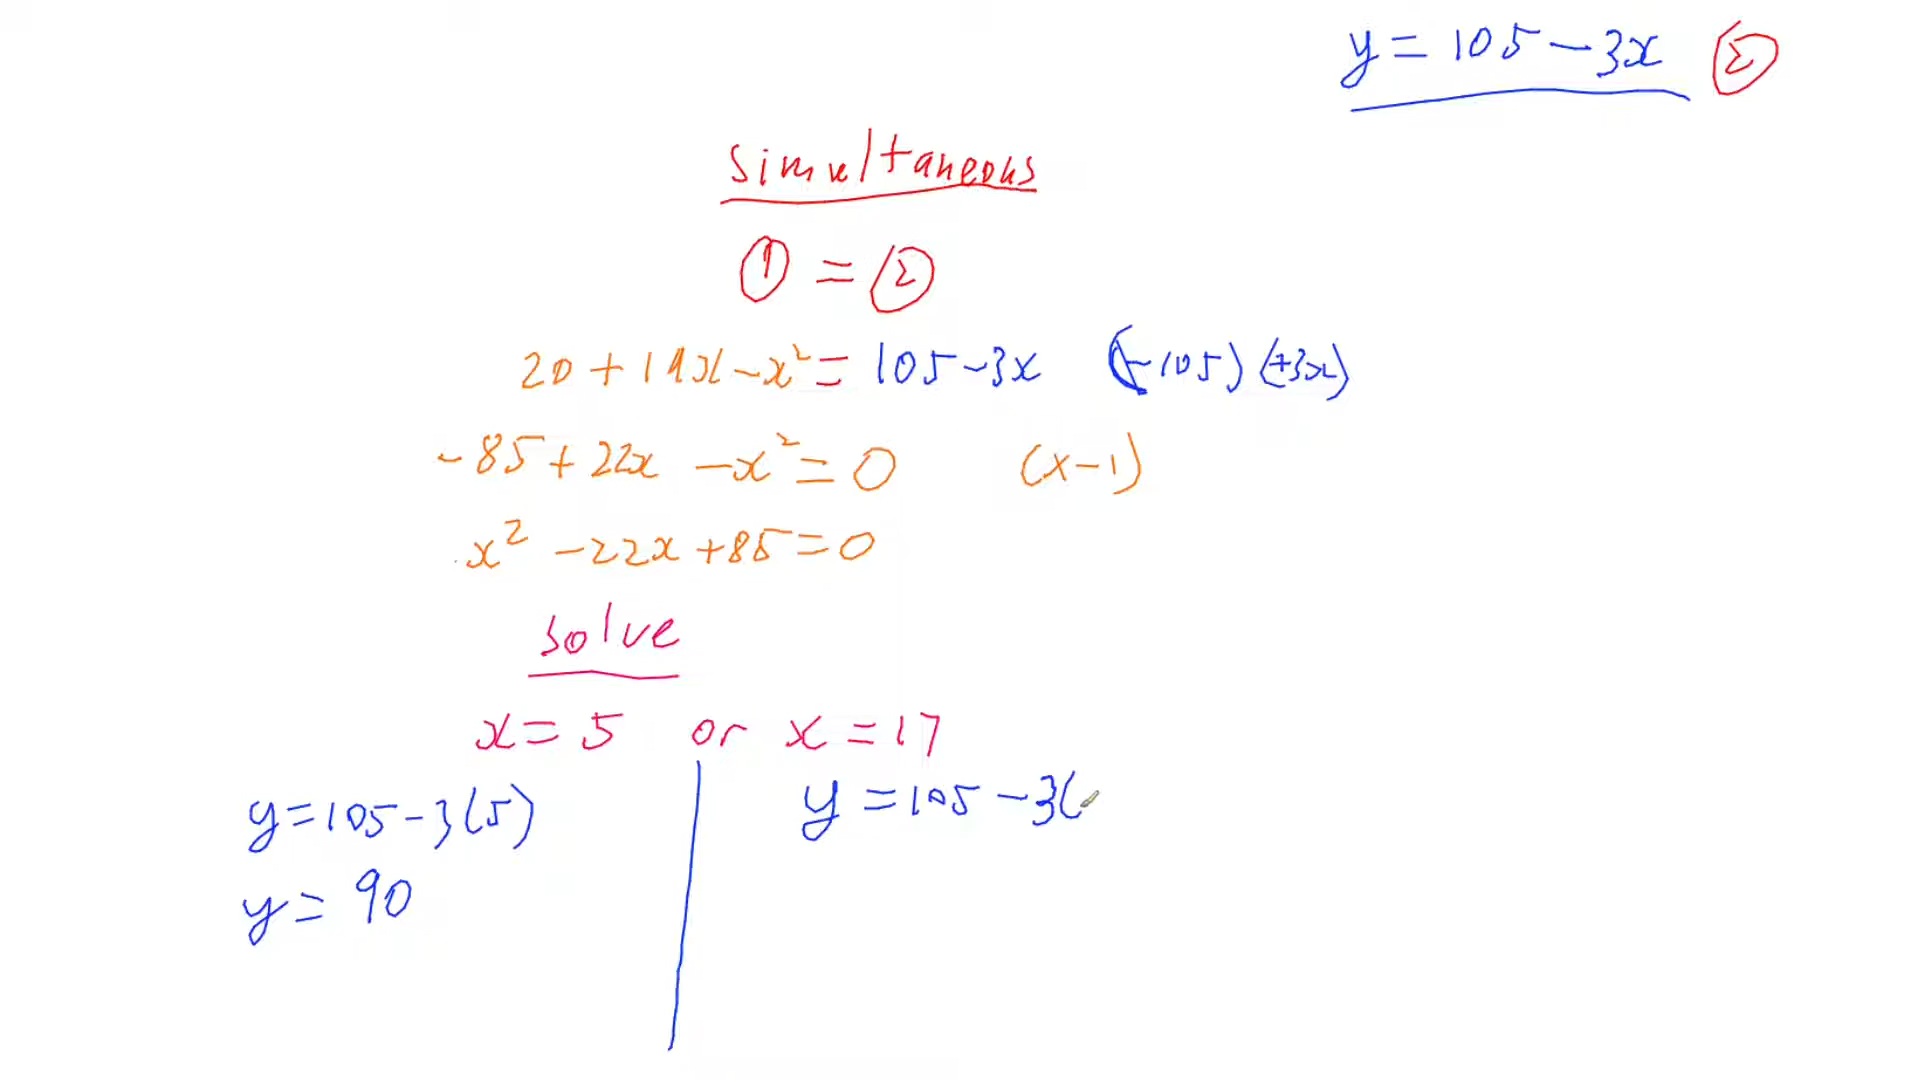 y = 105 - 3x ②
simultaneous
① = ②
20 + 19x - x² = 105 - 3x (-105) (+3x)
-85 + 22x - x² = 0 (x-1)
x² - 22x + 85 = 0
solve
x = 5 or x = 17
y = 105 - 3(5)
y = 90
y = 105 - 3(